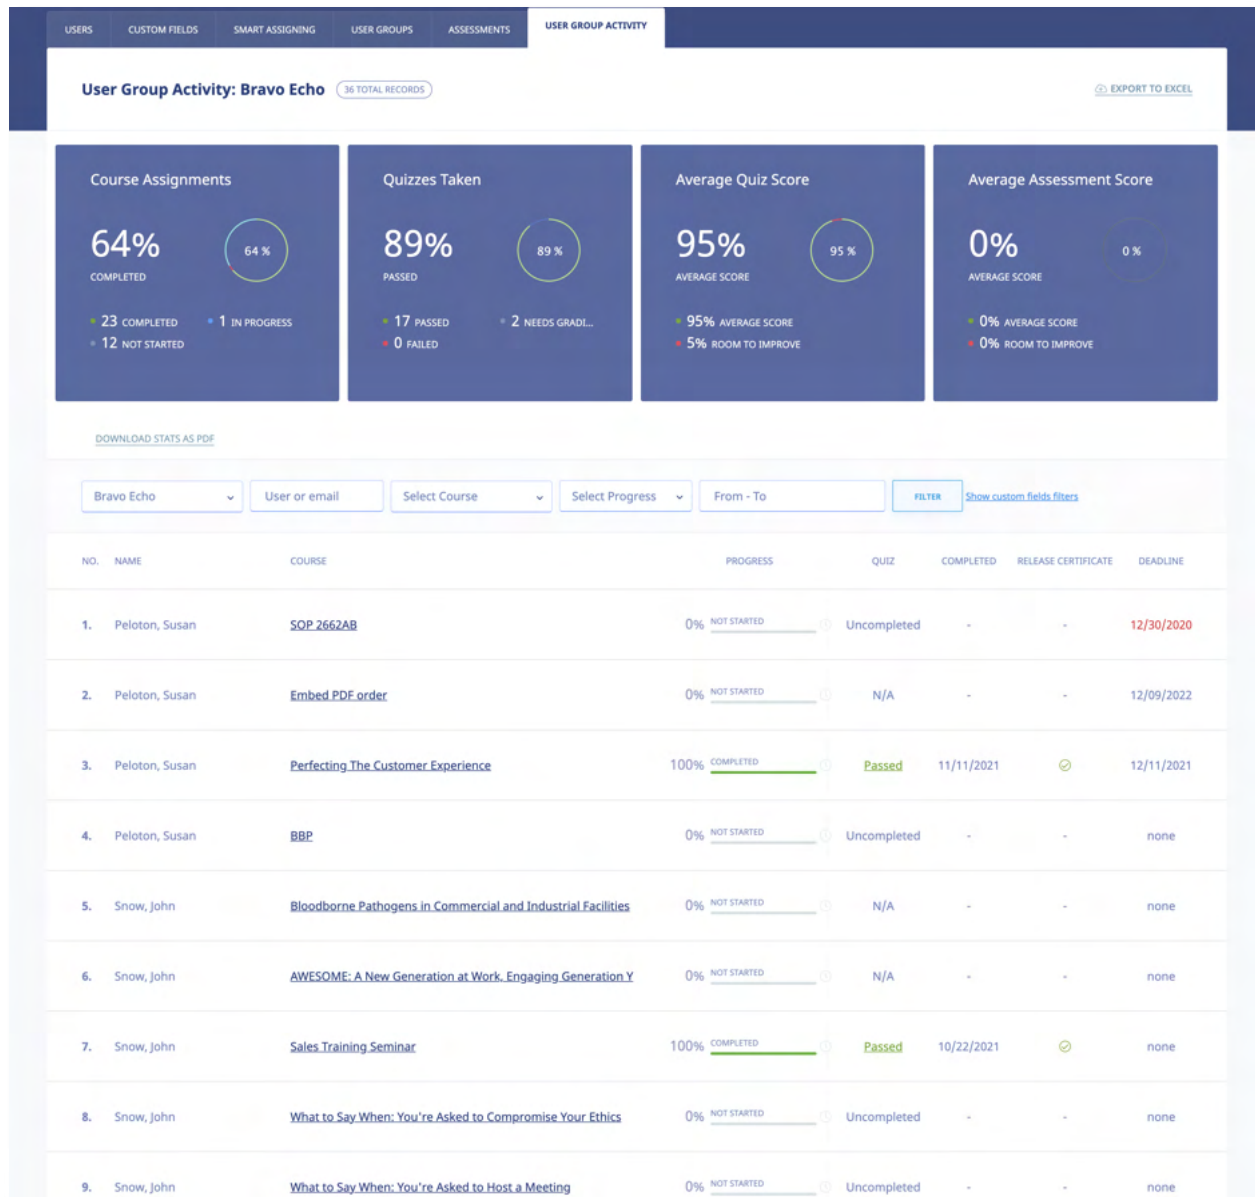 USERS CUSTOM FIELDS SMART ASSIGNING USER GROUPS ASSESSMENTS USER GROUP ACTIVITY
User Group Activity: Bravo Echo 36 TOTAL RECORDS EXPORT TO EXCEL
Course Assignments Quizzes Taken Average Quiz Score Average Assessment Score
64% 64 % 89% 89 % 95% 95 % 0% 0 %
COMPLETED PASSED AVERAGE SCORE AVERAGE SCORE
23 COMPLETED 1 IN PROGRESS 17 PASSED 2 NEEDS GRADI... 95% AVERAGE SCORE 0% AVERAGE SCORE
12 NOT STARTED 0 FAILED 5% ROOM TO IMPROVE 0% ROOM TO IMPROVE
DOWNLOAD STATS AS PDF
Bravo Echo User or email Select Course Select Progress From - To FILTER Show custom fields filters
NO. NAME COURSE PROGRESS QUIZ COMPLETED RELEASE CERTIFICATE DEADLINE
1. Peloton, Susan SOP 2662AB 0% NOT STARTED Uncompleted - - 12/30/2020
2. Peloton, Susan Embed PDF order 0% NOT STARTED N/A - - 12/09/2022
3. Peloton, Susan Perfecting The Customer Experience 100% COMPLETED Passed 11/11/2021 12/11/2021
4. Peloton, Susan BBP 0% NOT STARTED Uncompleted - - none
5. Snow, John Bloodborne Pathogens in Commercial and Industrial Facilities 0% NOT STARTED N/A - - none
6. Snow, John AWESOME: A New Generation at Work, Engaging Generation Y 0% NOT STARTED N/A - - none
7. Snow, John Sales Training Seminar 100% COMPLETED Passed 10/22/2021 none
8. Snow, John What to Say When: You're Asked to Compromise Your Ethics 0% NOT STARTED Uncompleted - - none
9. Snow, John What to Say When: You're Asked to Host a Meeting 0% NOT STARTED Uncompleted - - none